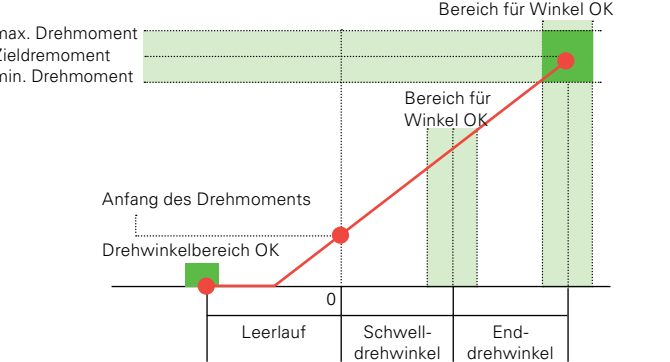 Bereich für Winkel OK
max. Drehmoment
Zieldremoment
min. Drehmoment
Bereich für
Winkel OK
Anfang des Drehmoments
Drehwinkelbereich OK
0
Leerlauf
Schwell-
drehwinkel
End-
drehwinkel